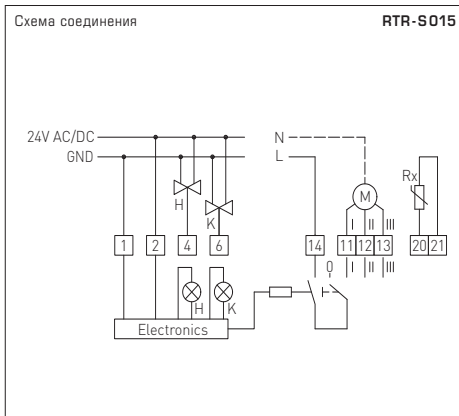 Схема соединения RTR-S015
24V AC/DC N
GND L
Rx
M
H
K
I II III
1 2 4 6 14 11 12 13 20 21
0 I II III
H K
Electronics